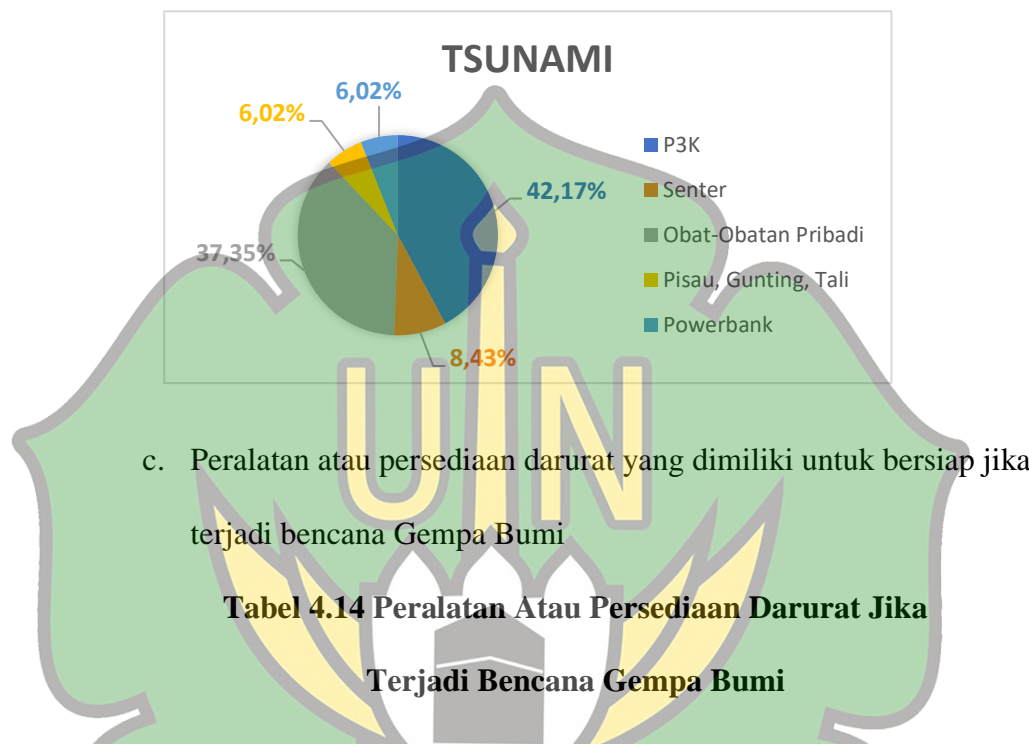 TSUNAMI
6,02%
6,02%
42,17%
37,35%
8,43%
P3K
Senter
Obat-Obatan Pribadi
Pisau, Gunting, Tali
Powerbank
UIN
c. Peralatan atau persediaan darurat yang dimiliki untuk bersiap jika
terjadi bencana Gempa Bumi
Tabel 4.14 Peralatan Atau Persediaan Darurat Jika
Terjadi Bencana Gempa Bumi